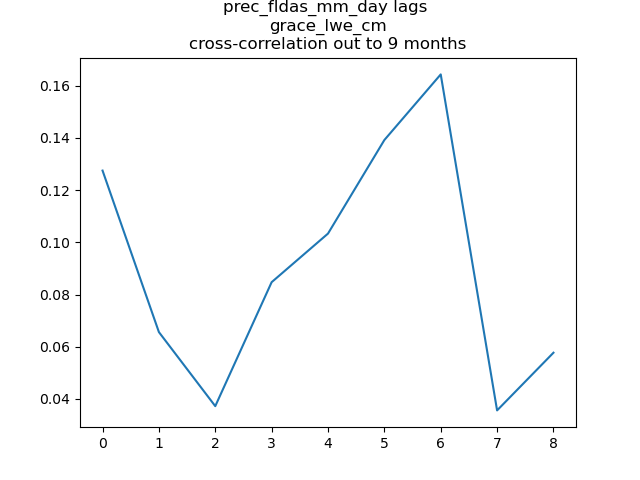 prec_fldas_mm_day lags
grace_lwe_cm
cross-correlation out to 9 months
0.16
0.14
0.12
0.10
0.08
0.06
0.04
0 1 2 3 4 5 6 7 8